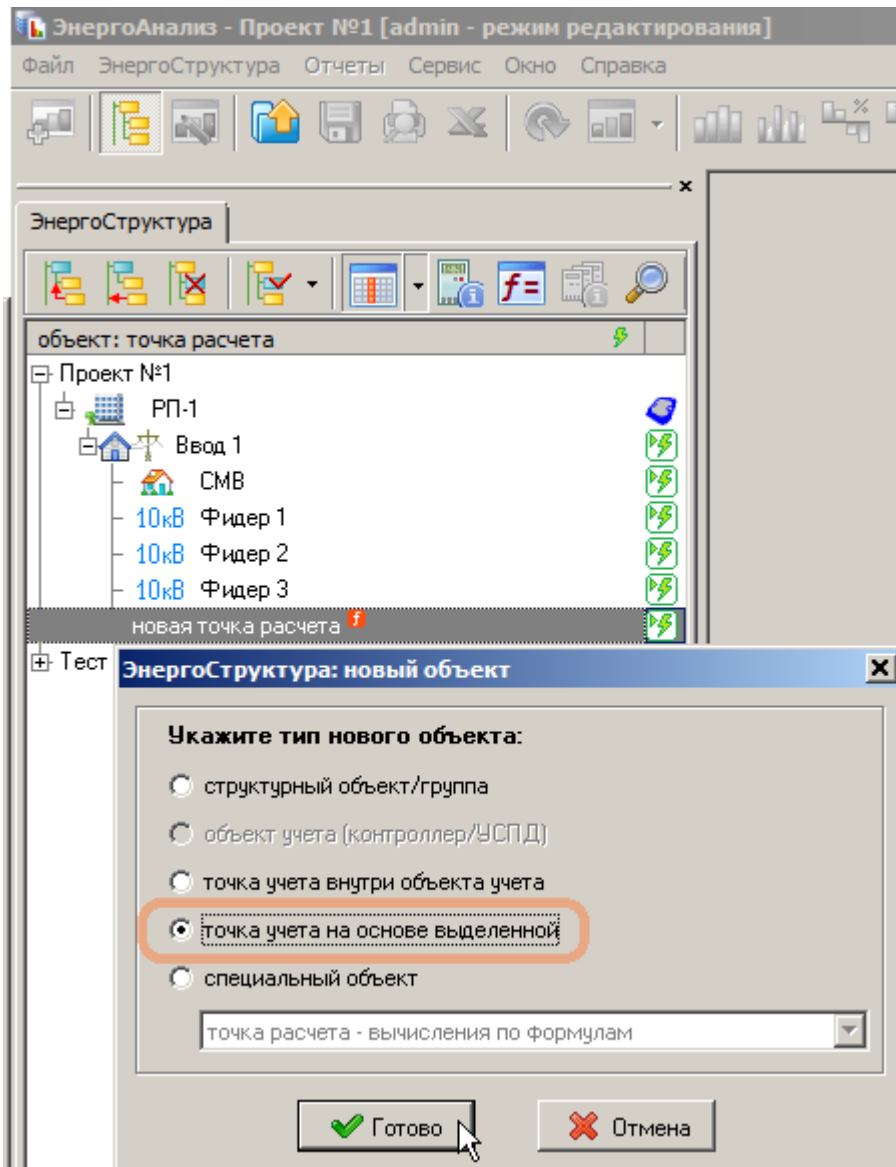 ЭнергоАнализ - Проект №1 [admin - режим редактирования]
Файл ЭнергоСтруктура Отчеты Сервис Окно Справка
%
ЭнергоСтруктура
f=
объект: точка расчета
Проект №1
РП-1
Ввод 1
СМВ
10кВ Фидер 1
10кВ Фидер 2
10кВ Фидер 3
новая точка расчета f
Тест
ЭнергоСтруктура: новый объект
Укажите тип нового объекта:
структурный объект/группа
объект учета (контроллер/УСПД)
точка учета внутри объекта учета
точка учета на основе выделенной
специальный объект
точка расчета - вычисления по формулам
Готово Отмена